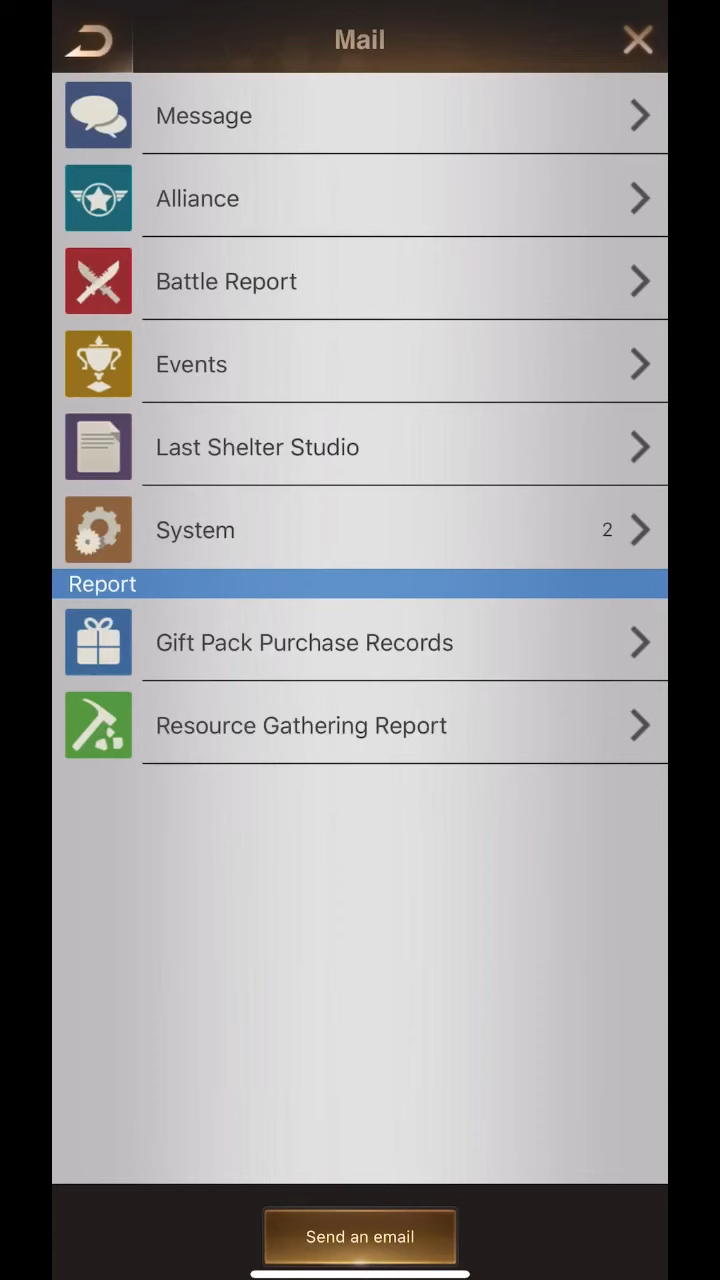 Mail
Message
Alliance
Battle Report
Events
Last Shelter Studio
System 2
Report
Gift Pack Purchase Records
Resource Gathering Report
Send an email